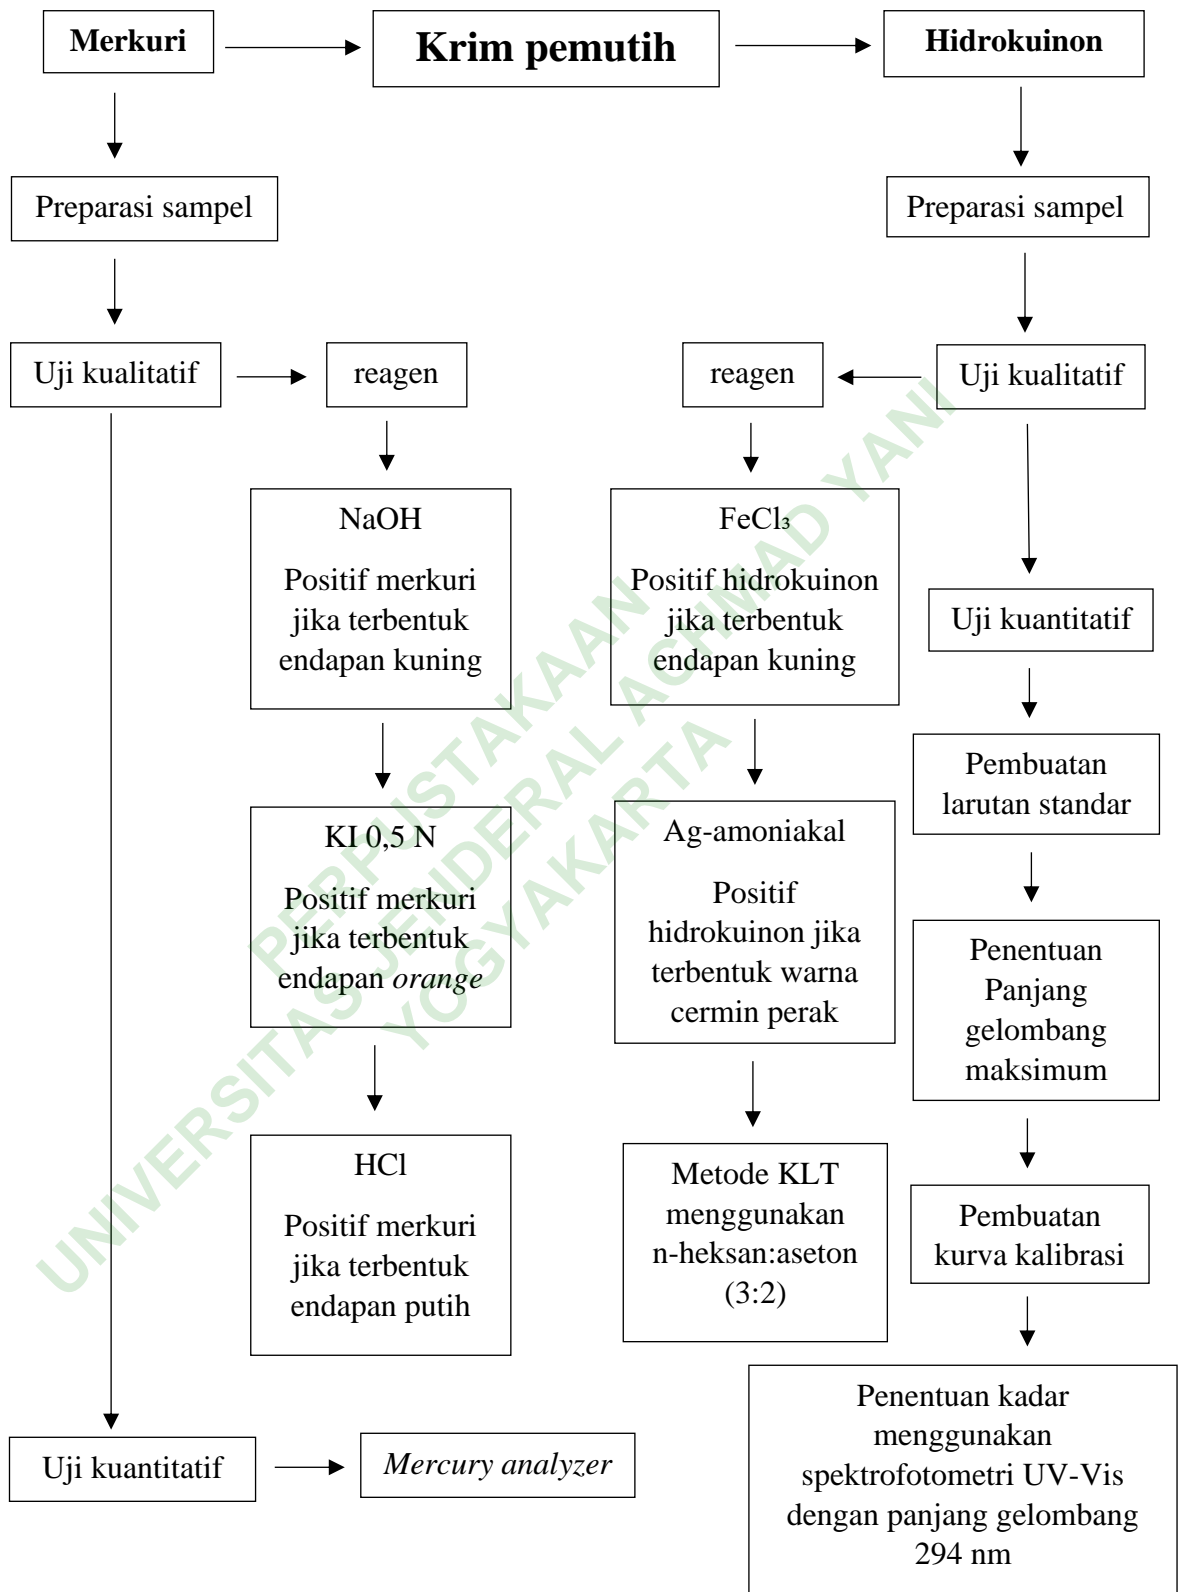 Merkuri
Krim pemutih
Hidrokuinon
Preparasi sampel
Preparasi sampel
Uji kualitatif
reagen
reagen
Uji kualitatif
NaOH
Positif merkuri
jika terbentuk
endapan kuning
FeCl₃
Positif hidrokuinon
jika terbentuk
endapan kuning
Uji kuantitatif
Pembuatan
larutan standar
KI 0,5 N
Positif merkuri
jika terbentuk
endapan orange
Ag-amoniakal
Positif
hidrokuinon jika
terbentuk warna
cermin perak
Penentuan
Panjang
gelombang
maksimum
HCl
Positif merkuri
jika terbentuk
endapan putih
Metode KLT
menggunakan
n-heksan:aseton
(3:2)
Pembuatan
kurva kalibrasi
Uji kuantitatif
Mercury analyzer
Penentuan kadar
menggunakan
spektrofotometri UV-Vis
dengan panjang gelombang
294 nm
PERPUSTAKAAN
UNIVERSITAS JENDERAL ACHMAD YANI
YOGYAKARTA